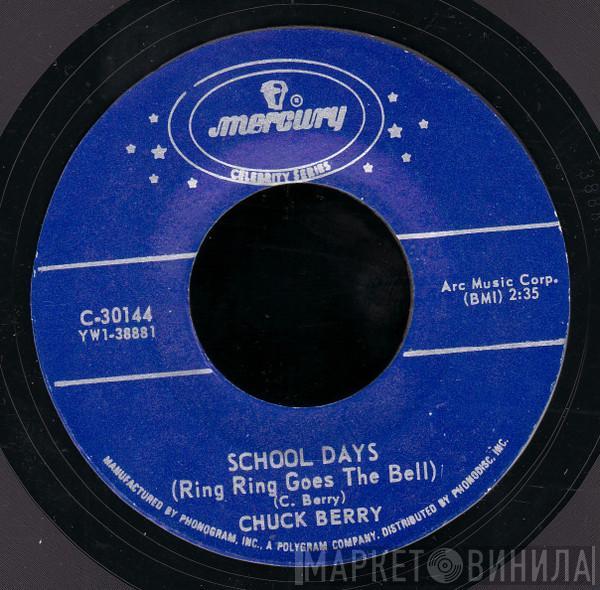 mercury
®
CELEBRITY SERIES
Arc Music Corp.
(BMI) 2:35
C-30144
YW1-38881
SCHOOL DAYS
(Ring Ring Goes The Bell)
(C. Berry)
CHUCK BERRY
MANUFACTURED BY PHONOGRAM, INC., A POLYGRAM COMPANY. DISTRIBUTED BY PHONODISC, INC.
МАРКЕТ ВИНИЛА